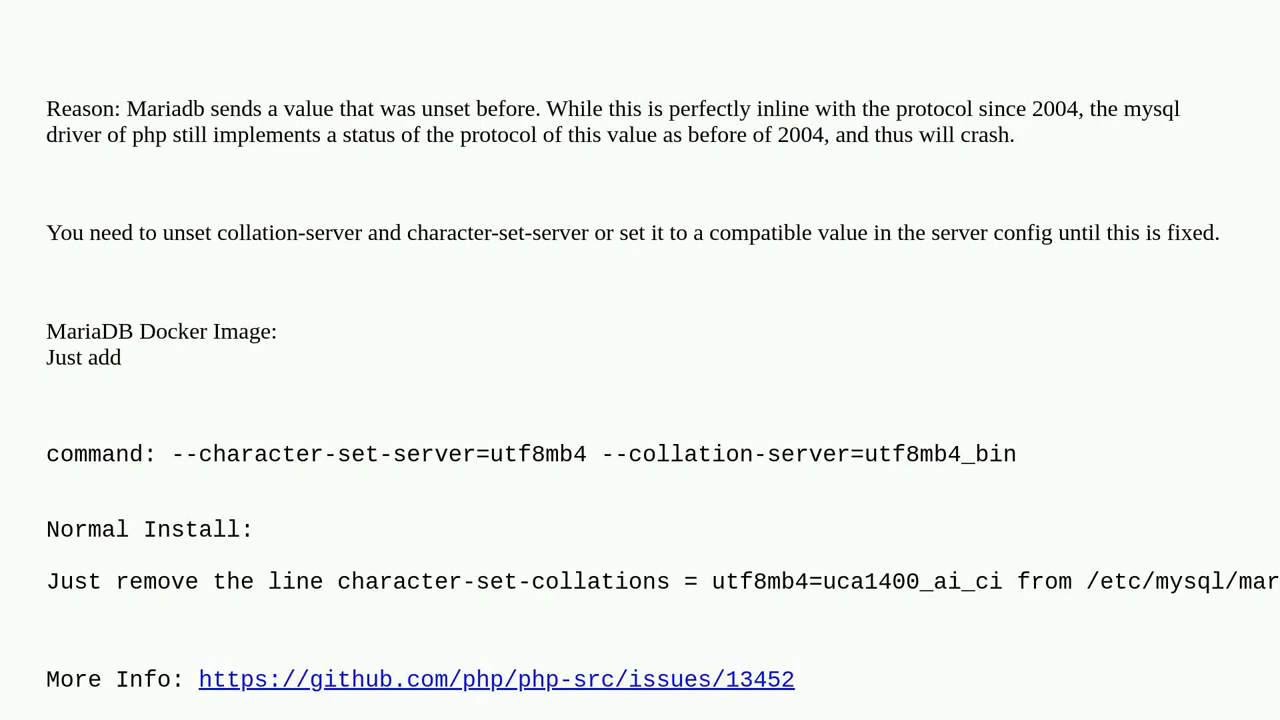 Reason: Mariadb sends a value that was unset before. While this is perfectly inline with the protocol since 2004, the mysql
driver of php still implements a status of the protocol of this value as before of 2004, and thus will crash.
You need to unset collation-server and character-set-server or set it to a compatible value in the server config until this is fixed.
MariaDB Docker Image:
Just add
command: --character-set-server=utf8mb4 --collation-server=utf8mb4_bin
Normal Install:
Just remove the line character-set-collations = utf8mb4=uca1400_ai_ci from /etc/mysql/mar
More Info: https://github.com/php/php-src/issues/13452